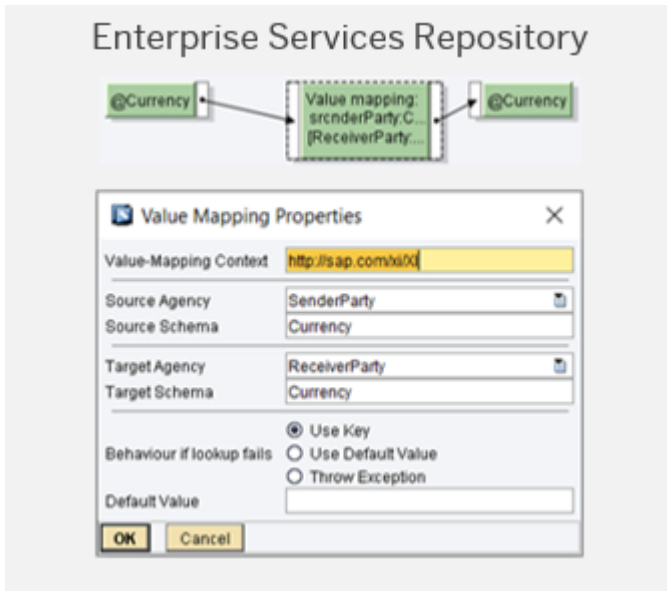 Enterprise Services Repository
@Currency
Value mapping:
srcnderParty:C...
[ReceiverParty:...
@Currency
Value Mapping Properties
Value-Mapping Context http://sap.com/xi/XI
Source Agency SenderParty
Source Schema Currency
Target Agency ReceiverParty
Target Schema Currency
Behaviour if lookup fails
Use Key
Use Default Value
Throw Exception
Default Value
OK Cancel